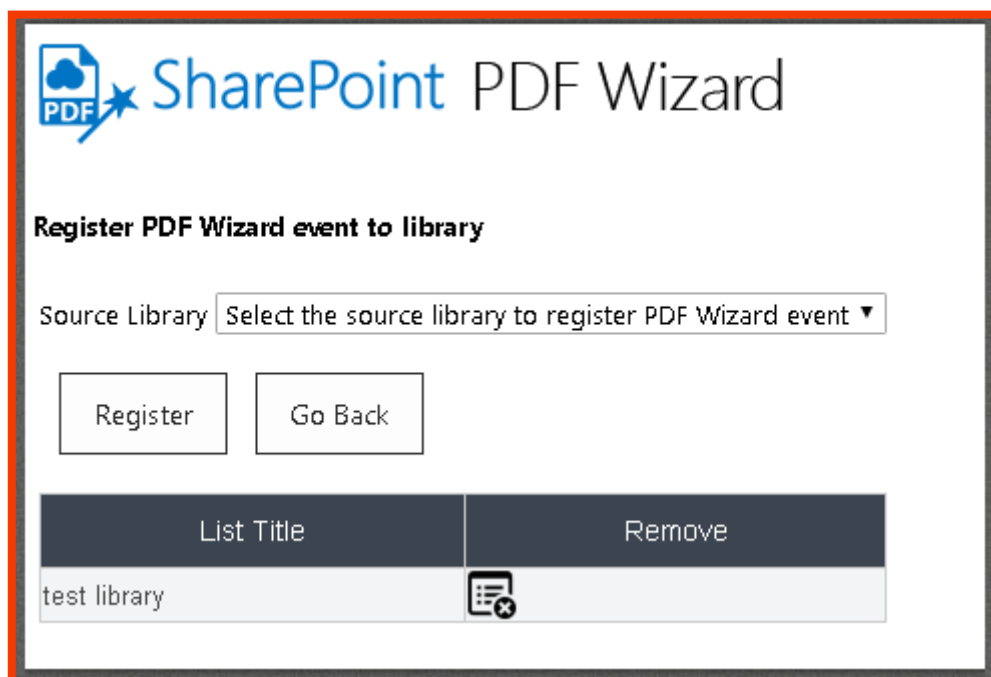 PDF
SharePoint PDF Wizard
Register PDF Wizard event to library
Source Library Select the source library to register PDF Wizard event
Register Go Back
List Title Remove
test library